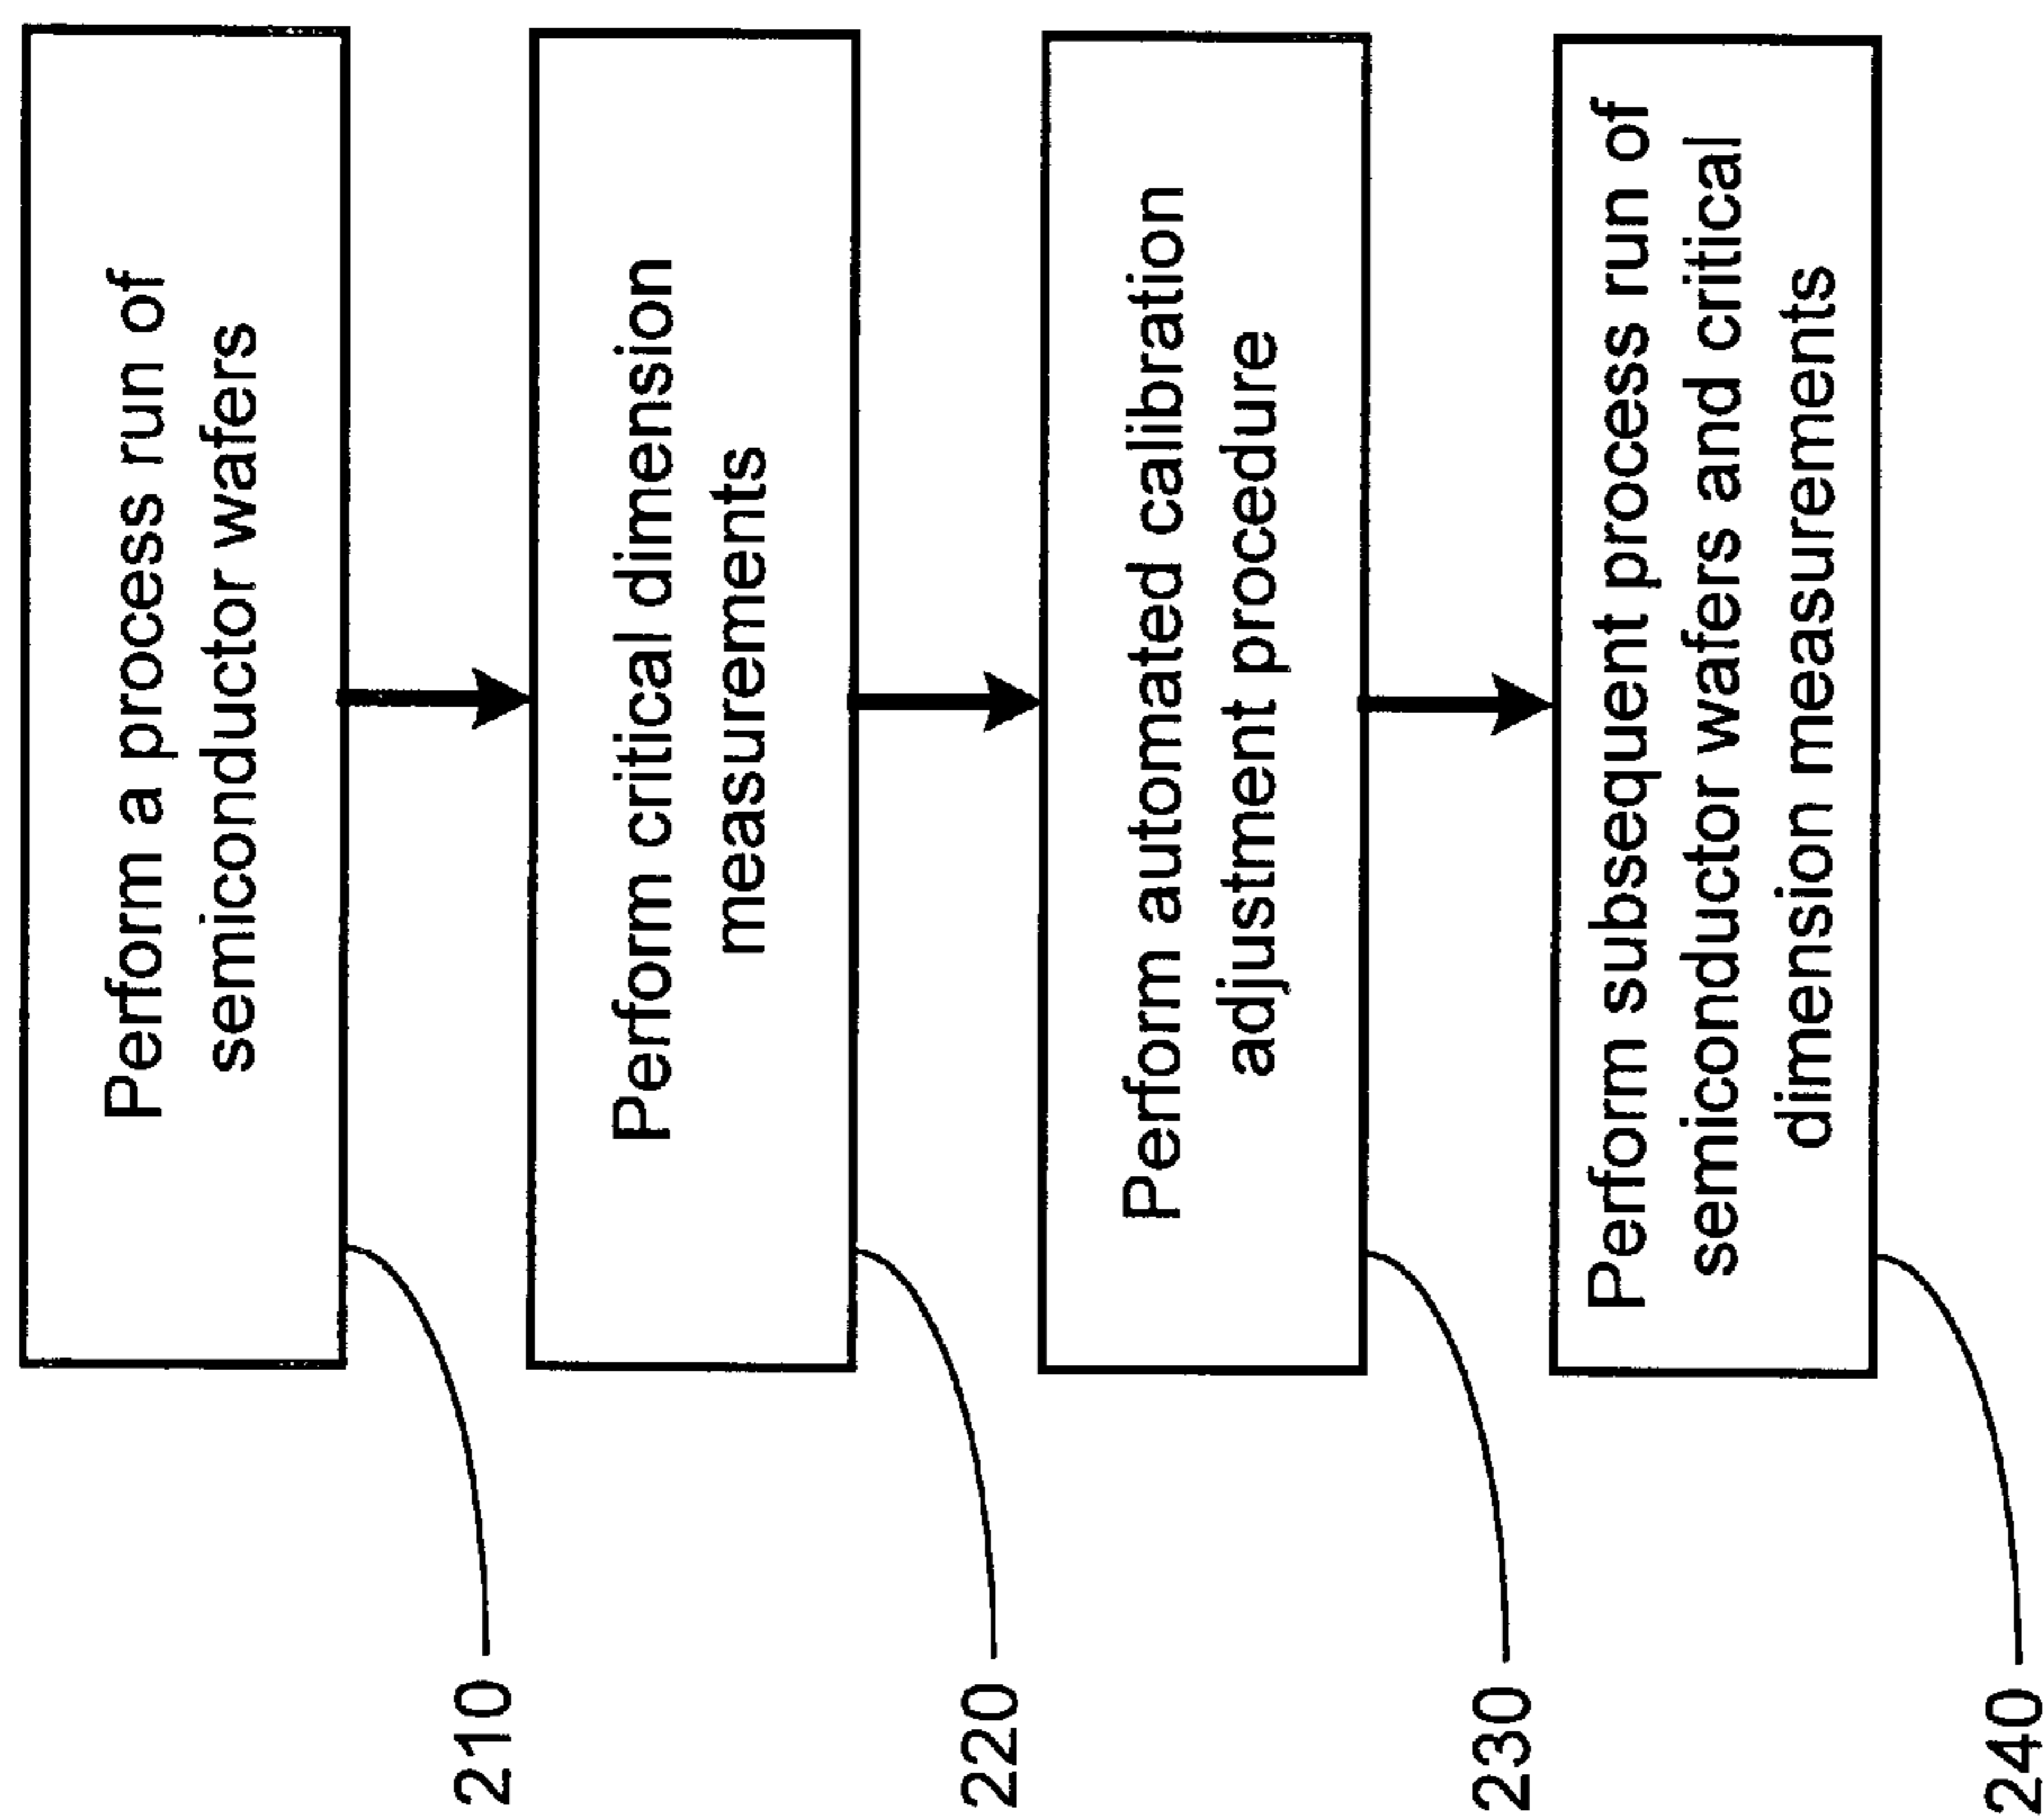 Perform a process run of
semiconductor wafers
210
Perform critical dimension
measurements
220
Perform automated calibration
adjustment procedure
230
Perform subsequent process run of
semiconductor wafers and critical
dimension measurements
240